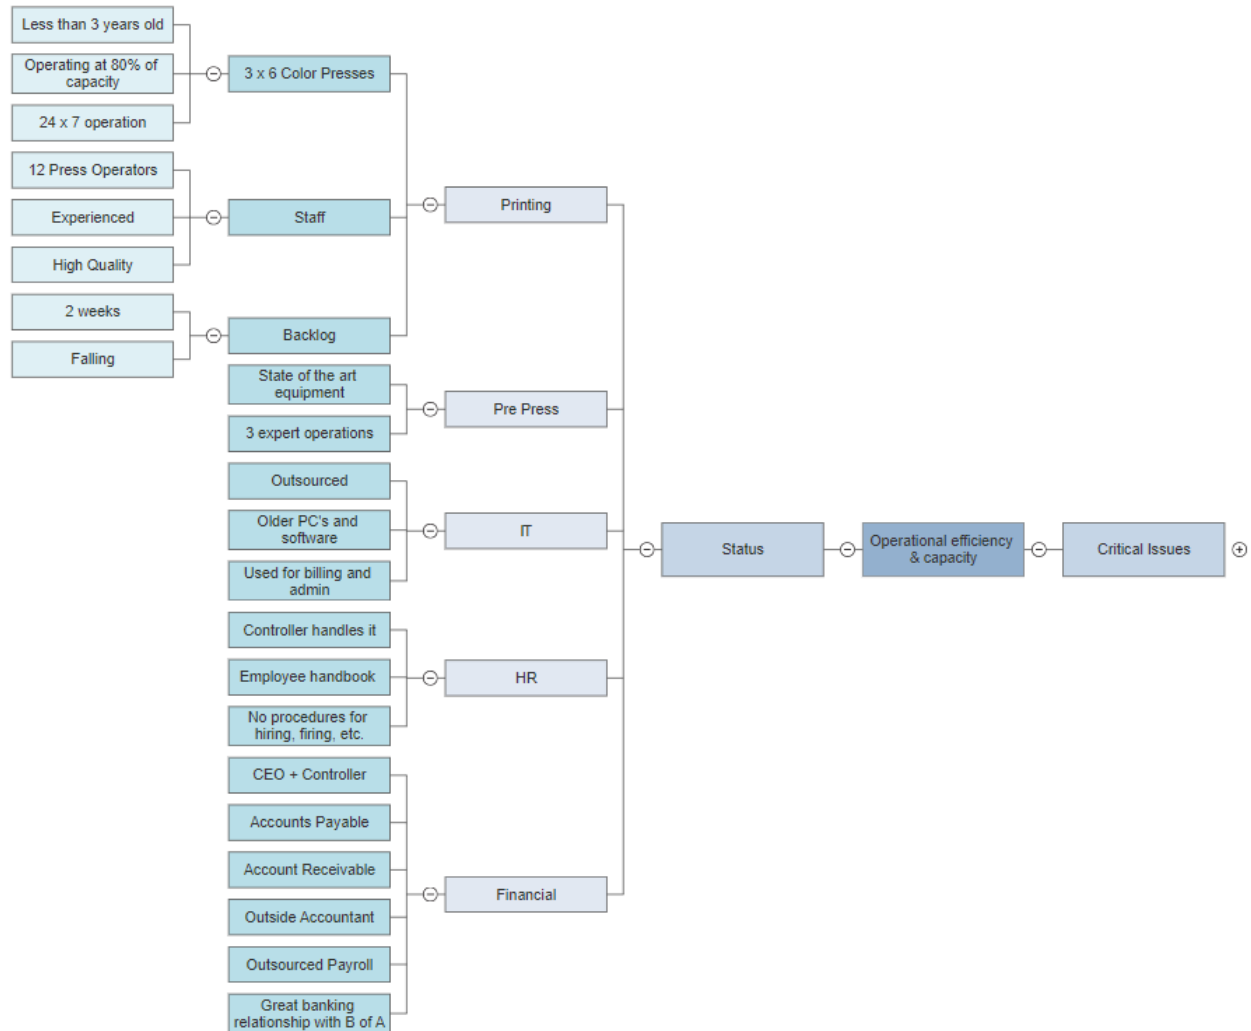 Less than 3 years old
Operating at 80% of
capacity
24 x 7 operation
3 x 6 Color Presses
12 Press Operators
Experienced
High Quality
Staff
2 weeks
Falling
Backlog
Printing
State of the art
equipment
3 expert operations
Pre Press
Outsourced
Older PC's and
software
Used for billing and
admin
IT
Controller handles it
Employee handbook
No procedures for
hiring, firing, etc.
HR
CEO + Controller
Accounts Payable
Account Receivable
Outside Accountant
Outsourced Payroll
Great banking
relationship with B of A
Financial
Status
Operational efficiency
& capacity
Critical Issues